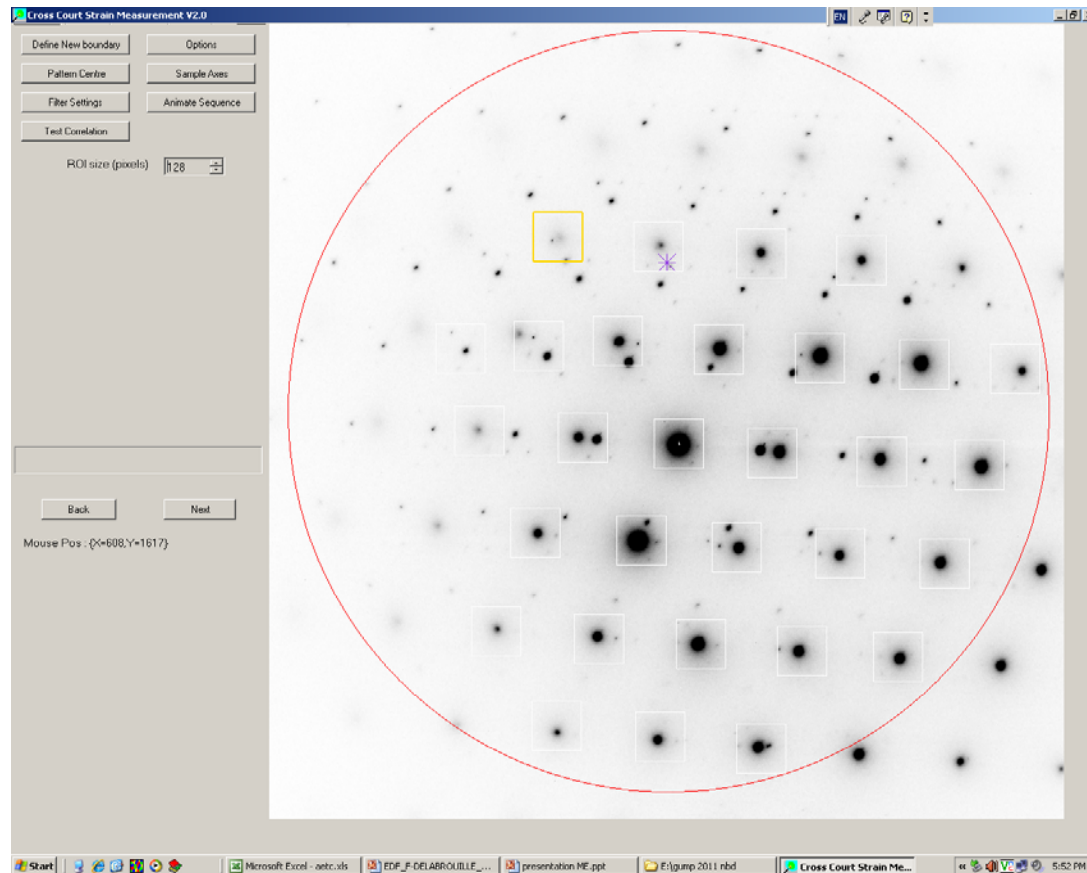 Cross Court Strain Measurement V2.0
EN
Define New boundary Options
Pattern Centre Sample Axes
Filter Settings Animate Sequence
Test Correlation
ROI size (pixels) 128
Back Next
Mouse Pos : {X=608,Y=1617}
Start Microsoft Excel - aetc.xls EDF_F-DELABROUILLE_... presentation ME.ppt E:\gump 2011 nbd Cross Court Strain Me... 5:52 PM